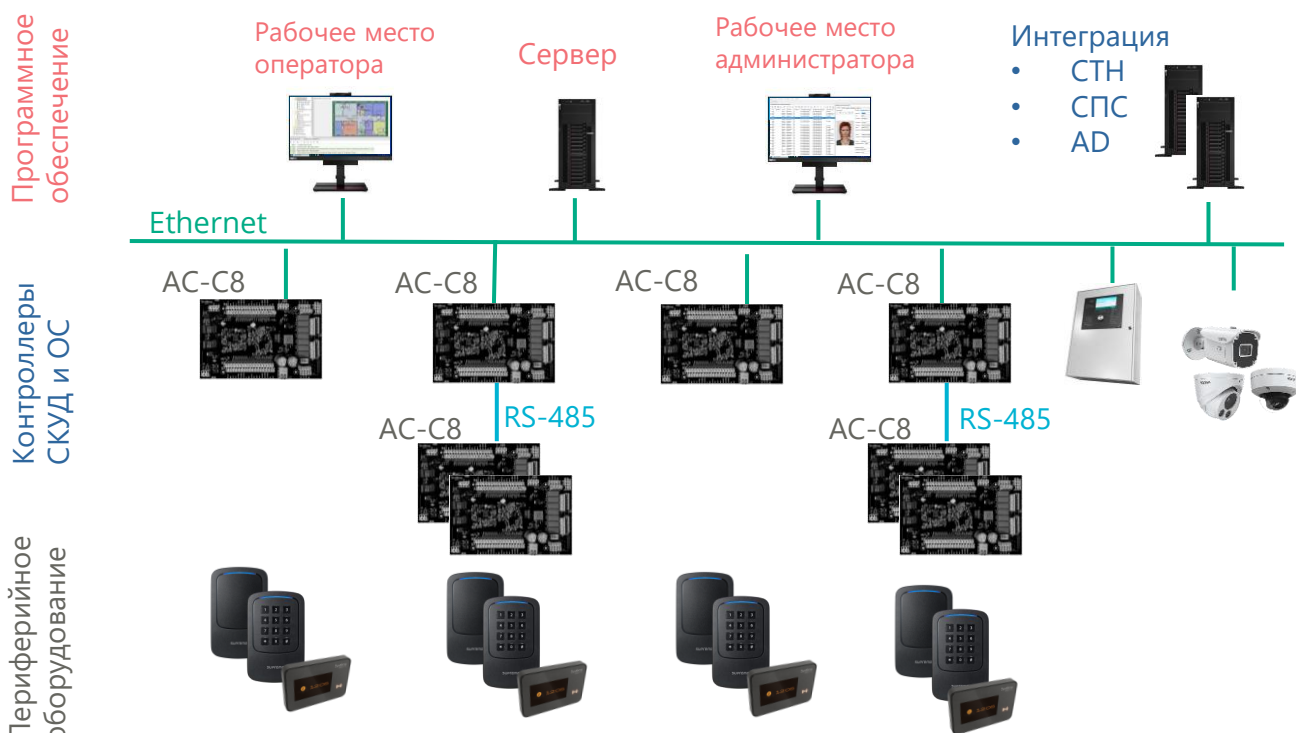 Программное
обеспечение
Рабочее место
оператора
Сервер
Рабочее место
администратора
Интеграция
• СТН
• СПС
• AD
Ethernet
Контроллеры
СКУД и ОС
AC-C8
AC-C8
AC-C8
AC-C8
RS-485
AC-C8
RS-485
AC-C8
Периферийное
оборудование